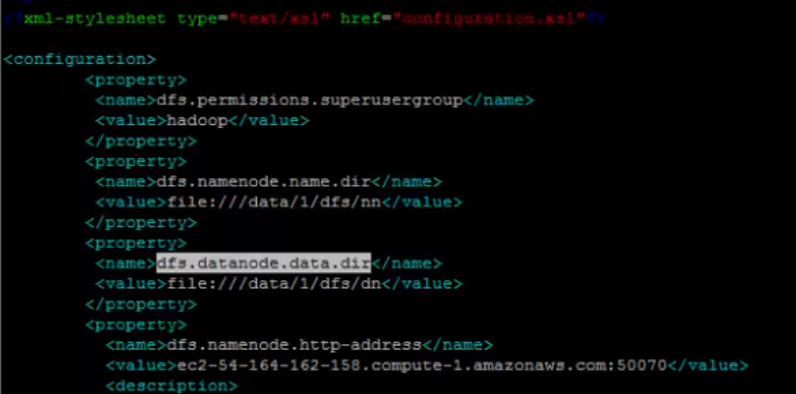 <?xml-stylesheet type="text/xsl" href="configuration.xsl"?>
<configuration>
<property>
<name>dfs.permissions.superusergroup</name>
<value>hadoop</value>
</property>
<property>
<name>dfs.namenode.name.dir</name>
<value>file:///data/1/dfs/nn</value>
</property>
<property>
<name>dfs.datanode.data.dir</name>
<value>file:///data/1/dfs/dn</value>
</property>
<property>
<name>dfs.namenode.http-address</name>
<value>ec2-54-164-162-158.compute-1.amazonaws.com:50070</value>
<description>